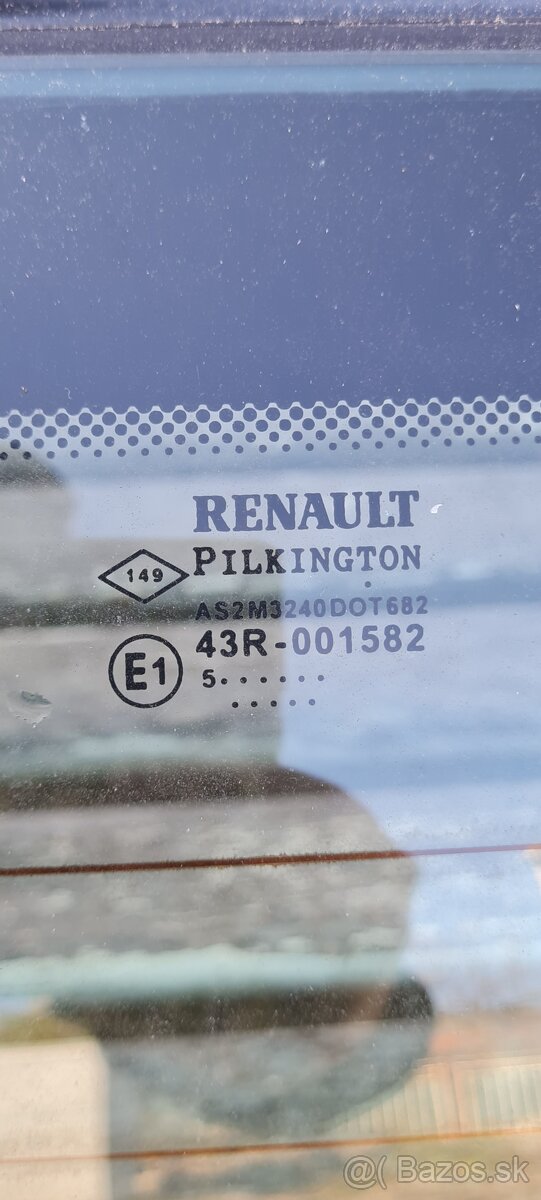 RENAULT
149 PILKINGTON
AS2M3240DOT682
E1 43R-001582
5......
.....
@ Bazos.sk